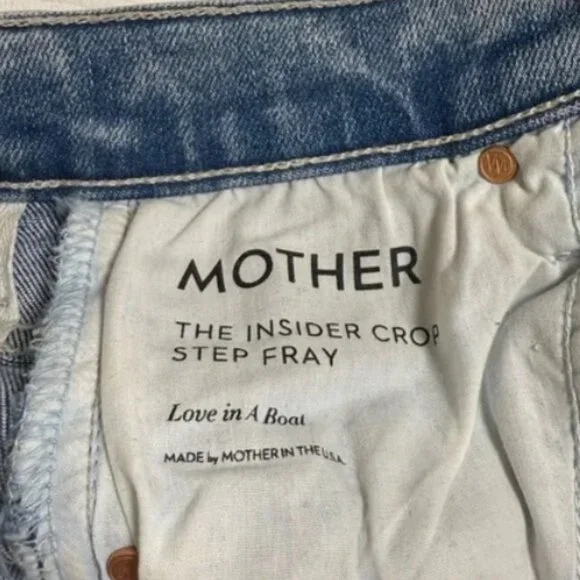 MOTHER
THE INSIDER CROP
STEP FRAY
Love in A Boat
MADE by MOTHER IN THE U.S.A.